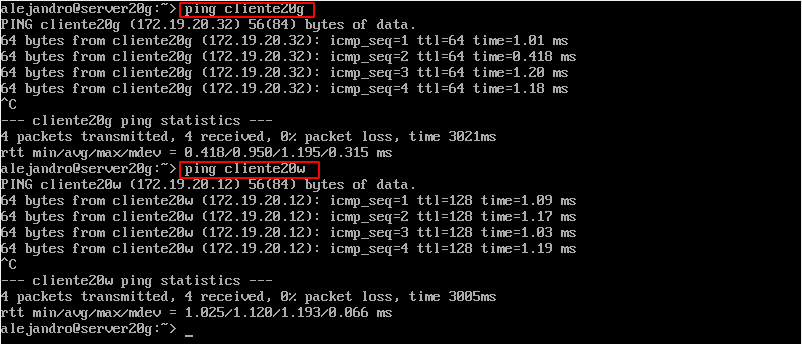 alejandro@server20g:~> ping cliente20g
PING cliente20g (172.19.20.32) 56(84) bytes of data.
64 bytes from cliente20g (172.19.20.32): icmp_seq=1 ttl=64 time=1.01 ms
64 bytes from cliente20g (172.19.20.32): icmp_seq=2 ttl=64 time=0.418 ms
64 bytes from cliente20g (172.19.20.32): icmp_seq=3 ttl=64 time=1.20 ms
64 bytes from cliente20g (172.19.20.32): icmp_seq=4 ttl=64 time=1.18 ms
^C
--- cliente20g ping statistics ---
4 packets transmitted, 4 received, 0% packet loss, time 3021ms
rtt min/avg/max/mdev = 0.418/0.950/1.195/0.315 ms
alejandro@server20g:~> ping cliente20w
PING cliente20w (172.19.20.12) 56(84) bytes of data.
64 bytes from cliente20w (172.19.20.12): icmp_seq=1 ttl=128 time=1.09 ms
64 bytes from cliente20w (172.19.20.12): icmp_seq=2 ttl=128 time=1.17 ms
64 bytes from cliente20w (172.19.20.12): icmp_seq=3 ttl=128 time=1.03 ms
64 bytes from cliente20w (172.19.20.12): icmp_seq=4 ttl=128 time=1.19 ms
^C
--- cliente20w ping statistics ---
4 packets transmitted, 4 received, 0% packet loss, time 3005ms
rtt min/avg/max/mdev = 1.025/1.120/1.193/0.066 ms
alejandro@server20g:~> _